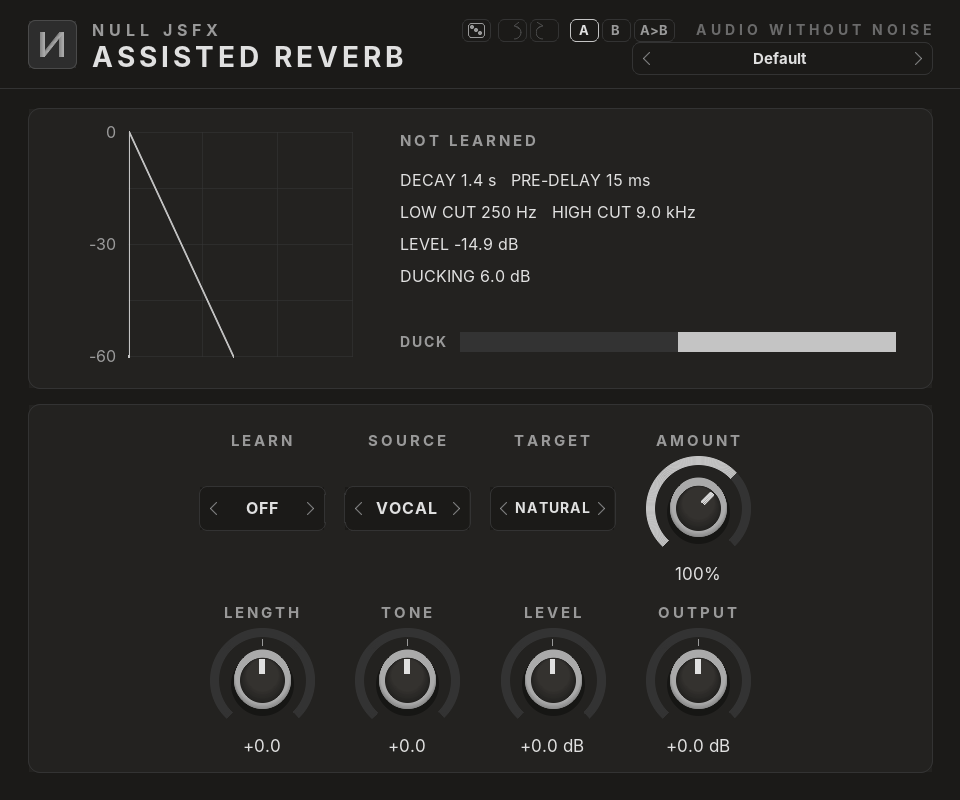 NULL JSFX
ASSISTED REVERB
A
B
A>B
AUDIO WITHOUT NOISE
Default
0
-30
-60
NOT LEARNED
DECAY 1.4 s PRE-DELAY 15 ms
LOW CUT 250 Hz HIGH CUT 9.0 kHz
LEVEL -14.9 dB
DUCKING 6.0 dB
DUCK
LEARN SOURCE TARGET AMOUNT
OFF VOCAL NATURAL
100%
LENGTH TONE LEVEL OUTPUT
+0.0 +0.0 +0.0 dB +0.0 dB